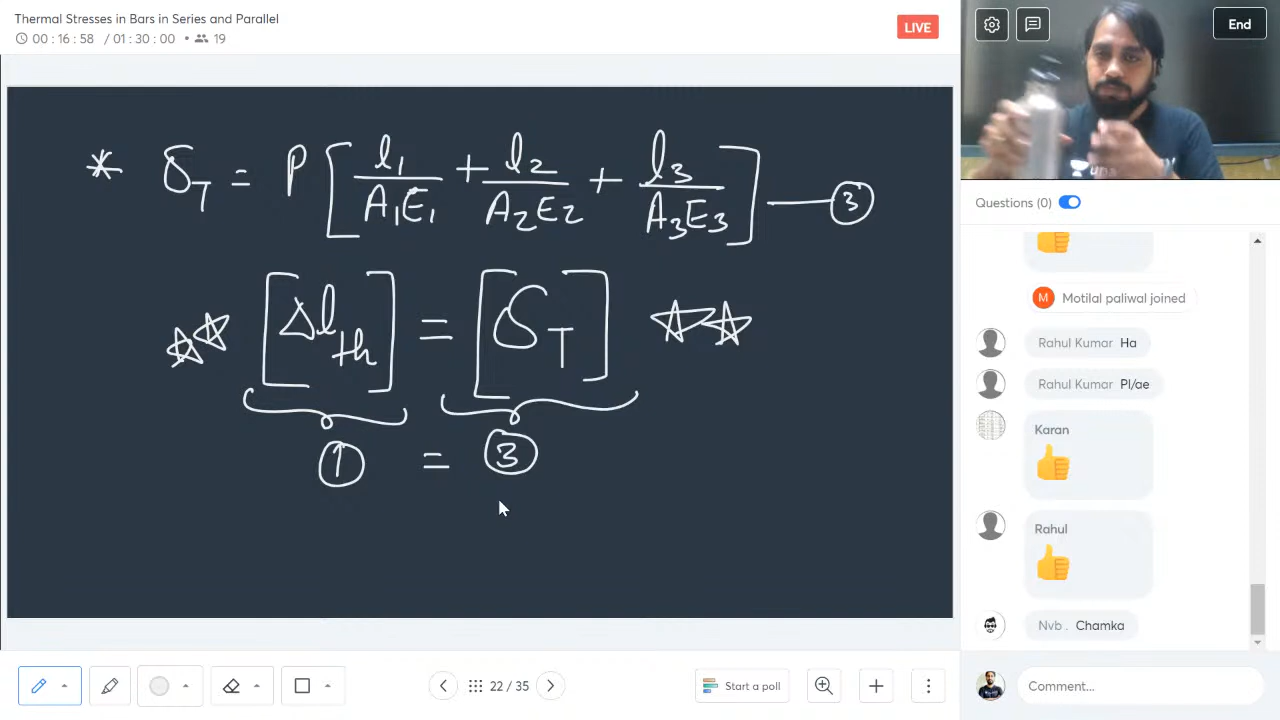 Thermal Stresses in Bars in Series and Parallel
00 : 16 : 58 / 01 : 30 : 00 • 19
LIVE
End
* δT = P [ l1/A1E1 + l2/A2E2 + l3/A3E3 ] — ③
☆☆ [Δlth] = [δT] ☆☆
① = ③
Questions (0)
M Motilal paliwal joined
Rahul Kumar Ha
Rahul Kumar Pl/ae
Karan
👍
Rahul
👍
Nvb . Chamka
22 / 35
Start a poll
Comment...